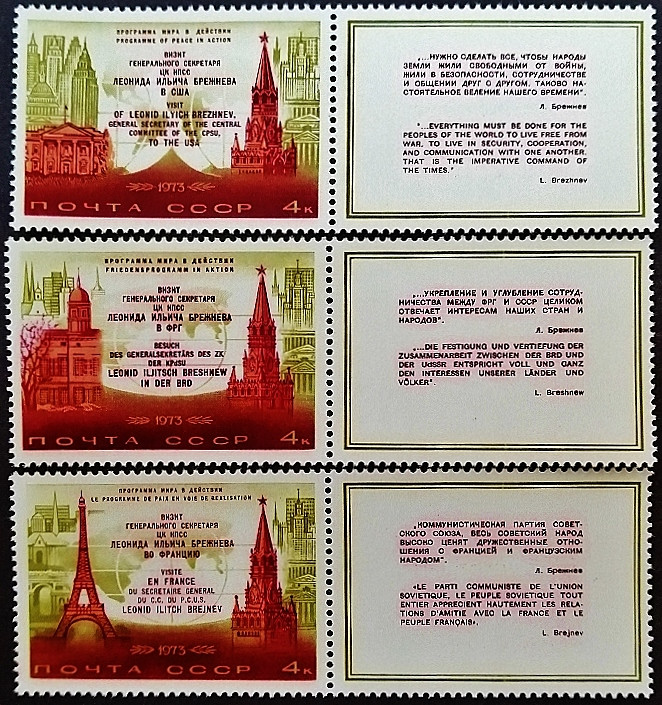 ПРОГРАММА МИРА В ДЕЙСТВИИ
PROGRAMME OF PEACE IN ACTION
ВИЗИТ
ГЕНЕРАЛЬНОГО СЕКРЕТАРЯ
ЦК КПСС
ЛЕОНИДА ИЛЬИЧА БРЕЖНЕВА
В США
VISIT
OF LEONID ILYICH BREZHNEV,
GENERAL SECRETARY OF THE CENTRAL
COMMITTEE OF THE CPSU,
TO THE USA
1973
ПОЧТА СССР 4к
„...НУЖНО СДЕЛАТЬ ВСЕ, ЧТОБЫ НАРОДЫ
ЗЕМЛИ ЖИЛИ СВОБОДНЫМИ ОТ ВОЙНЫ,
ЖИЛИ В БЕЗОПАСНОСТИ, СОТРУДНИЧЕСТВЕ
И ОБЩЕНИИ ДРУГ С ДРУГОМ, ТАКОВО НА-
СТОЯТЕЛЬНОЕ ВЕЛЕНИЕ НАШЕГО ВРЕМЕНИ".
Л. Брежнев
"...EVERYTHING MUST BE DONE FOR THE
PEOPLES OF THE WORLD TO LIVE FREE FROM
WAR, TO LIVE IN SECURITY, COOPERATION,
AND COMMUNICATION WITH ONE ANOTHER.
THAT IS THE IMPERATIVE COMMAND OF
THE TIMES."
L. Brezhnev
ПРОГРАММА МИРА В ДЕЙСТВИИ
FRIEDENSPROGRAMM IN AKTION
ВИЗИТ
ГЕНЕРАЛЬНОГО СЕКРЕТАРЯ
ЦК КПСС
ЛЕОНИДА ИЛЬИЧА БРЕЖНЕВА
В ФРГ
BESUCH
DES GENERALSEKRETÄRS DES ZK
DER KPdSU
LEONID ILJITSCH BRESHNEW
IN DER BRD
1973
ПОЧТА СССР 4к
„...УКРЕПЛЕНИЕ И УГЛУБЛЕНИЕ СОТРУД-
НИЧЕСТВА МЕЖДУ ФРГ И СССР ЦЕЛИКОМ
ОТВЕЧАЕТ ИНТЕРЕСАМ НАШИХ СТРАН И
НАРОДОВ".
Л. Брежнев
„...DIE FESTIGUNG UND VERTIEFUNG DER
ZUSAMMENARBEIT ZWISCHEN DER BRD UND
DER UdSSR ENTSPRICHT VOLL UND GANZ
DEN INTERESSEN UNSERER LÄNDER UND
VÖLKER".
L. Breshnew
ПРОГРАММА МИРА В ДЕЙСТВИИ
LE PROGRAMME DE PAIX EN VOIE DE REALISATION
ВИЗИТ
ГЕНЕРАЛЬНОГО СЕКРЕТАРЯ
ЦК КПСС
ЛЕОНИДА ИЛЬИЧА БРЕЖНЕВА
ВО ФРАНЦИЮ
VISITE
EN FRANCE
DU SECRETAIRE GENERAL
DU C.C. DU P.C.U.S.
LEONID ILITCH BREJNEV
1973
ПОЧТА СССР 4к
„КОММУНИСТИЧЕСКАЯ ПАРТИЯ СОВЕТ-
СКОГО СОЮЗА, ВЕСЬ СОВЕТСКИЙ НАРОД
ВЫСОКО ЦЕНЯТ ДРУЖЕСТВЕННЫЕ ОТНО-
ШЕНИЯ С ФРАНЦИЕЙ И ФРАНЦУЗСКИМ
НАРОДОМ".
Л. Брежнев
«LE PARTI COMMUNISTE DE L'UNION
SOVIETIQUE, LE PEUPLE SOVIETIQUE TOUT
ENTIER APPRECIENT HAUTEMENT LES RELA-
TIONS D'AMITIE AVEC LA FRANCE ET LE
PEUPLE FRANÇAIS».
L. Brejnev